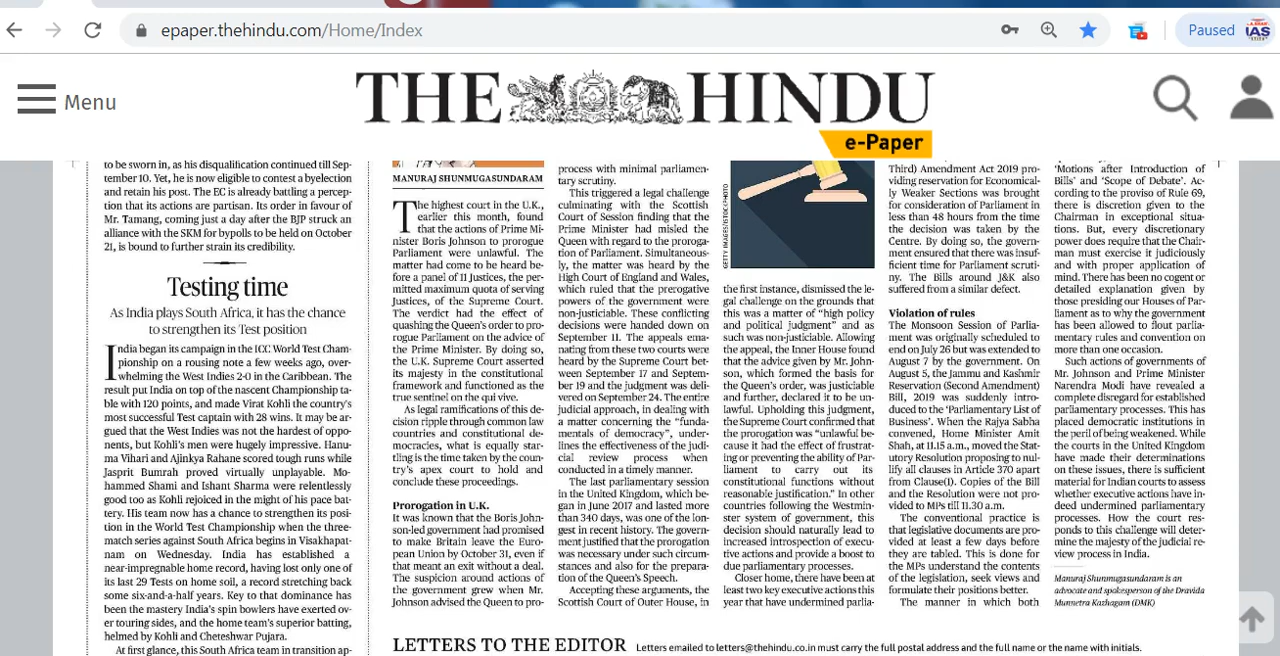 epaper.thehindu.com/Home/Index
Paused
IAS
Menu
THE HINDU
e-Paper
to be sworn in, as his disqualification continued till Sep-
tember 10. Yet, he is now eligible to contest a byelection
and retain his post. The EC is already battling a percep-
tion that its actions are partisan. Its order in favour of
Mr. Tamang, coming just a day after the BJP struck an
alliance with the SKM for bypolls to be held on October
21, is bound to further strain its credibility.
Testing time
As India plays South Africa, it has the chance
to strengthen its Test position
India began its campaign in the ICC World Test Cham-
pionship on a rousing note a few weeks ago, over-
whelming the West Indies 2-0 in the Caribbean. The
result put India on top of the nascent Championship ta-
ble with 120 points, and made Virat Kohli the country's
most successful Test captain with 28 wins. It may be ar-
gued that the West Indies was not the hardest of oppo-
nents, but Kohli's men were hugely impressive. Hanu-
ma Vihari and Ajinkya Rahane scored tough runs while
Jasprit Bumrah proved virtually unplayable. Mo-
hammed Shami and Ishant Sharma were relentlessly
good too as Kohli rejoiced in the might of his pace bat-
tery. His team now has a chance to strengthen its posi-
tion in the World Test Championship when the three-
match series against South Africa begins in Visakhapat-
nam on Wednesday. India has established a
near-impregnable home record, having lost only one of
its last 29 Tests on home soil, a record stretching back
some six-and-a-half years. Key to that dominance has
been the mastery India's spin bowlers have exerted ov-
er touring sides, and the home team's superior batting,
helmed by Kohli and Cheteshwar Pujara.
At first glance, this South Africa team in transition ap-
MANURAJ SHUNMUGASUNDARAM
The highest court in the U.K.,
earlier this month, found
that the actions of Prime Mi-
nister Boris Johnson to prorogue
Parliament were unlawful. The
matter had come to be heard be-
fore a panel of 11 Justices, the per-
mitted maximum quota of serving
Justices, of the Supreme Court.
The verdict had the effect of
quashing the Queen's order to pro-
rogue Parliament on the advice of
the Prime Minister. By doing so,
the U.K. Supreme Court asserted
its majesty in the constitutional
framework and functioned as the
true sentinel on the qui vive.
As legal ramifications of this de-
cision ripple through common law
countries and constitutional de-
mocracies, what is equally star-
tling is the time taken by the coun-
try's apex court to hold and
conclude these proceedings.
Prorogation in U.K.
It was known that the Boris John-
son-led government had promised
to make Britain leave the Euro-
pean Union by October 31, even if
that meant an exit without a deal.
The suspicion around actions of
the government grew when Mr.
Johnson advised the Queen to pro-
process with minimal parliamen-
tary scrutiny.
This triggered a legal challenge
culminating with the Scottish
Court of Session finding that the
Prime Minister had misled the
Queen with regard to the proroga-
tion of Parliament. Simultaneous-
ly, the matter was heard by the
High Court of England and Wales,
which ruled that the prerogative
powers of the government were
non-justiciable. These conflicting
decisions were handed down on
September 11. The appeals ema-
nating from these two courts were
heard by the Supreme Court bet-
ween September 17 and Septem-
ber 19 and the judgment was deli-
vered on September 24. The entire
judicial approach, in dealing with
a matter concerning the “funda-
mentals of democracy”, under-
lines the effectiveness of the judi-
cial review process when
conducted in a timely manner.
The last parliamentary session
in the United Kingdom, which be-
gan in June 2017 and lasted more
than 340 days, was one of the lon-
gest in recent history. The govern-
ment justified that the prorogation
was necessary under such circum-
stances and also for the prepara-
tion of the Queen's Speech.
Accepting these arguments, the
Scottish Court of Outer House, in
GETTY IMAGES/ISTOCKPHOTO
the first instance, dismissed the le-
gal challenge on the grounds that
this was a matter of “high policy
and political judgment” and as
such was non-justiciable. Allowing
the appeal, the Inner House found
that the advice given by Mr. John-
son, which formed the basis for
the Queen's order, was justiciable
and further, declared it to be un-
lawful. Upholding this judgment,
the Supreme Court confirmed that
the prorogation was “unlawful be-
cause it had the effect of frustrat-
ing or preventing the ability of Par-
liament to carry out its
constitutional functions without
reasonable justification.” In other
countries following the Westmin-
ster system of government, this
decision should naturally lead to
increased introspection of execu-
tive actions and provide a boost to
due parliamentary processes.
Closer home, there have been at
least two key executive actions this
year that have undermined parlia-
Third) Amendment Act 2019 pro-
viding reservation for Economical-
ly Weaker Sections was brought
for consideration of Parliament in
less than 48 hours from the time
the decision was taken by the
Centre. By doing so, the govern-
ment ensured that there was insuf-
ficient time for Parliament scruti-
ny. The Bills around J&K also
suffered from a similar defect.
Violation of rules
The Monsoon Session of Parlia-
ment was originally scheduled to
end on July 26 but was extended to
August 7 by the government. On
August 5, the Jammu and Kashmir
Reservation (Second Amendment)
Bill, 2019 was suddenly intro-
duced to the ‘Parliamentary List of
Business’. When the Rajya Sabha
convened, Home Minister Amit
Shah, at 11.15 a.m., moved the Stat-
utory Resolution proposing to nul-
lify all clauses in Article 370 apart
from Clause(1). Copies of the Bill
and the Resolution were not pro-
vided to MPs till 11.30 a.m.
The conventional practice is
that legislative documents are pro-
vided at least a few days before
they are tabled. This is done for
the MPs understand the contents
of the legislation, seek views and
formulate their positions better.
The manner in which both
‘Motions after Introduction of
Bills’ and ‘Scope of Debate’. Ac-
cording to the proviso of Rule 69,
there is discretion given to the
Chairman in exceptional situa-
tions. But, every discretionary
power does require that the Chair-
man must exercise it judiciously
and with proper application of
mind. There has been no cogent or
detailed explanation given by
those presiding our Houses of Par-
liament as to why the government
has been allowed to flout parlia-
mentary rules and convention on
more than one occasion.
Such actions of governments of
Mr. Johnson and Prime Minister
Narendra Modi have revealed a
complete disregard for established
parliamentary processes. This has
placed democratic institutions in
the peril of being weakened. While
the courts in the United Kingdom
have made their determinations
on these issues, there is sufficient
material for Indian courts to assess
whether executive actions have in-
deed undermined parliamentary
processes. How the court res-
ponds to this challenge will deter-
mine the majesty of the judicial re-
view process in India.
Manuraj Shunmugasundaram is an
advocate and spokesperson of the Dravida
Munnetra Kazhagam (DMK)
LETTERS TO THE EDITOR Letters emailed to letters@thehindu.co.in must carry the full postal address and the full name or the name with initials.